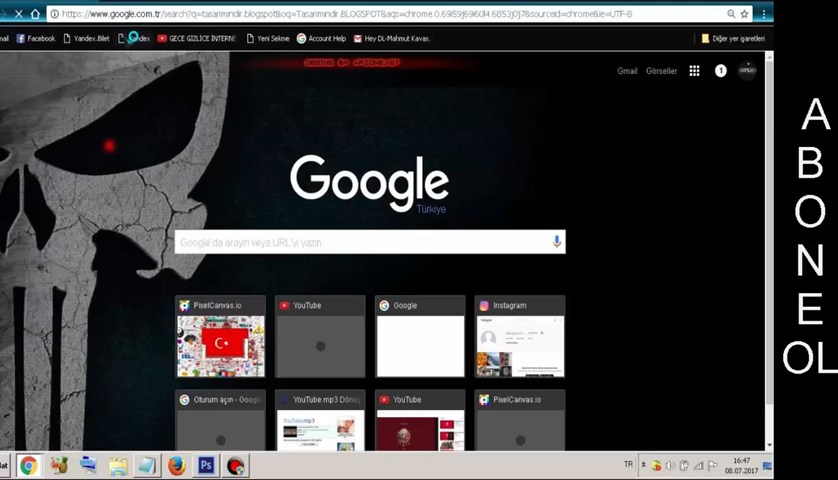 https://www.google.com.tr/search?q=tasarimindir.blogspot&oq=Tasarimindir.BLOGSPOT&aqs=chrome.0.69i59j69i60l4.6853j0j7&sourceid=chrome&ie=UTF-8
Facebook Yandex.Bilet GECE GİZLİCE İNTERNE Yeni Sekme Account Help Hey DL-Mahmut Kavas. Diğer yer işaretleri
Gmail Görseller 1
Google
Türkiye
Google'da arayın veya URL'yi yazın
PixelCanvas.io YouTube Google Instagram
Oturum açın - Google YouTube mp3 Dönüş YouTube PixelCanvas.io
TR 16:47
08.07.2017
A
B
O
N
E
OL